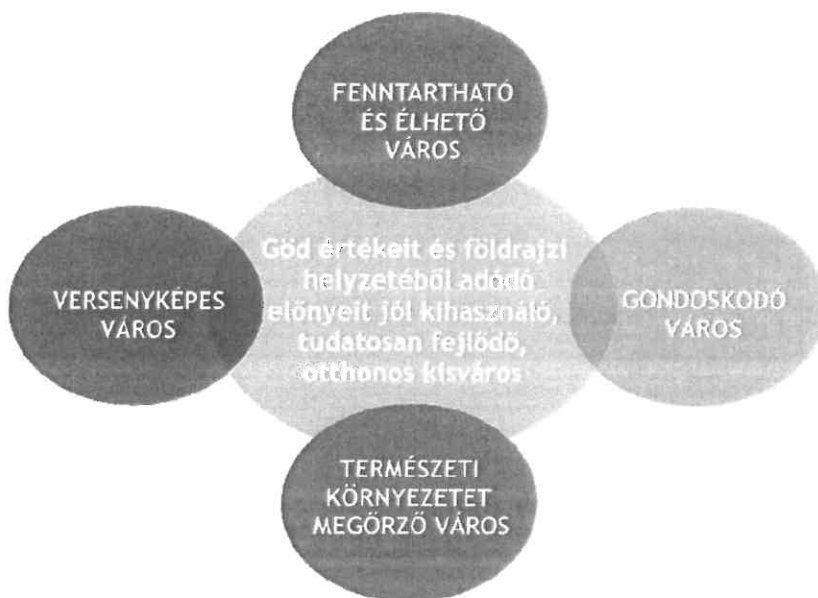 FENNTARTHATÓ
ÉS ÉLHETŐ
VÁROS
Göd értékeit és földrajzi
helyzetéből adódó
előnyeit jól kihasználó,
tudatosan fejlődő,
otthonos kisváros
VERSENYKÉPES
VÁROS
GONDOSKODÓ
VÁROS
TERMÉSZETI
KÖRNYEZETET
MEGŐRZŐ VÁROS